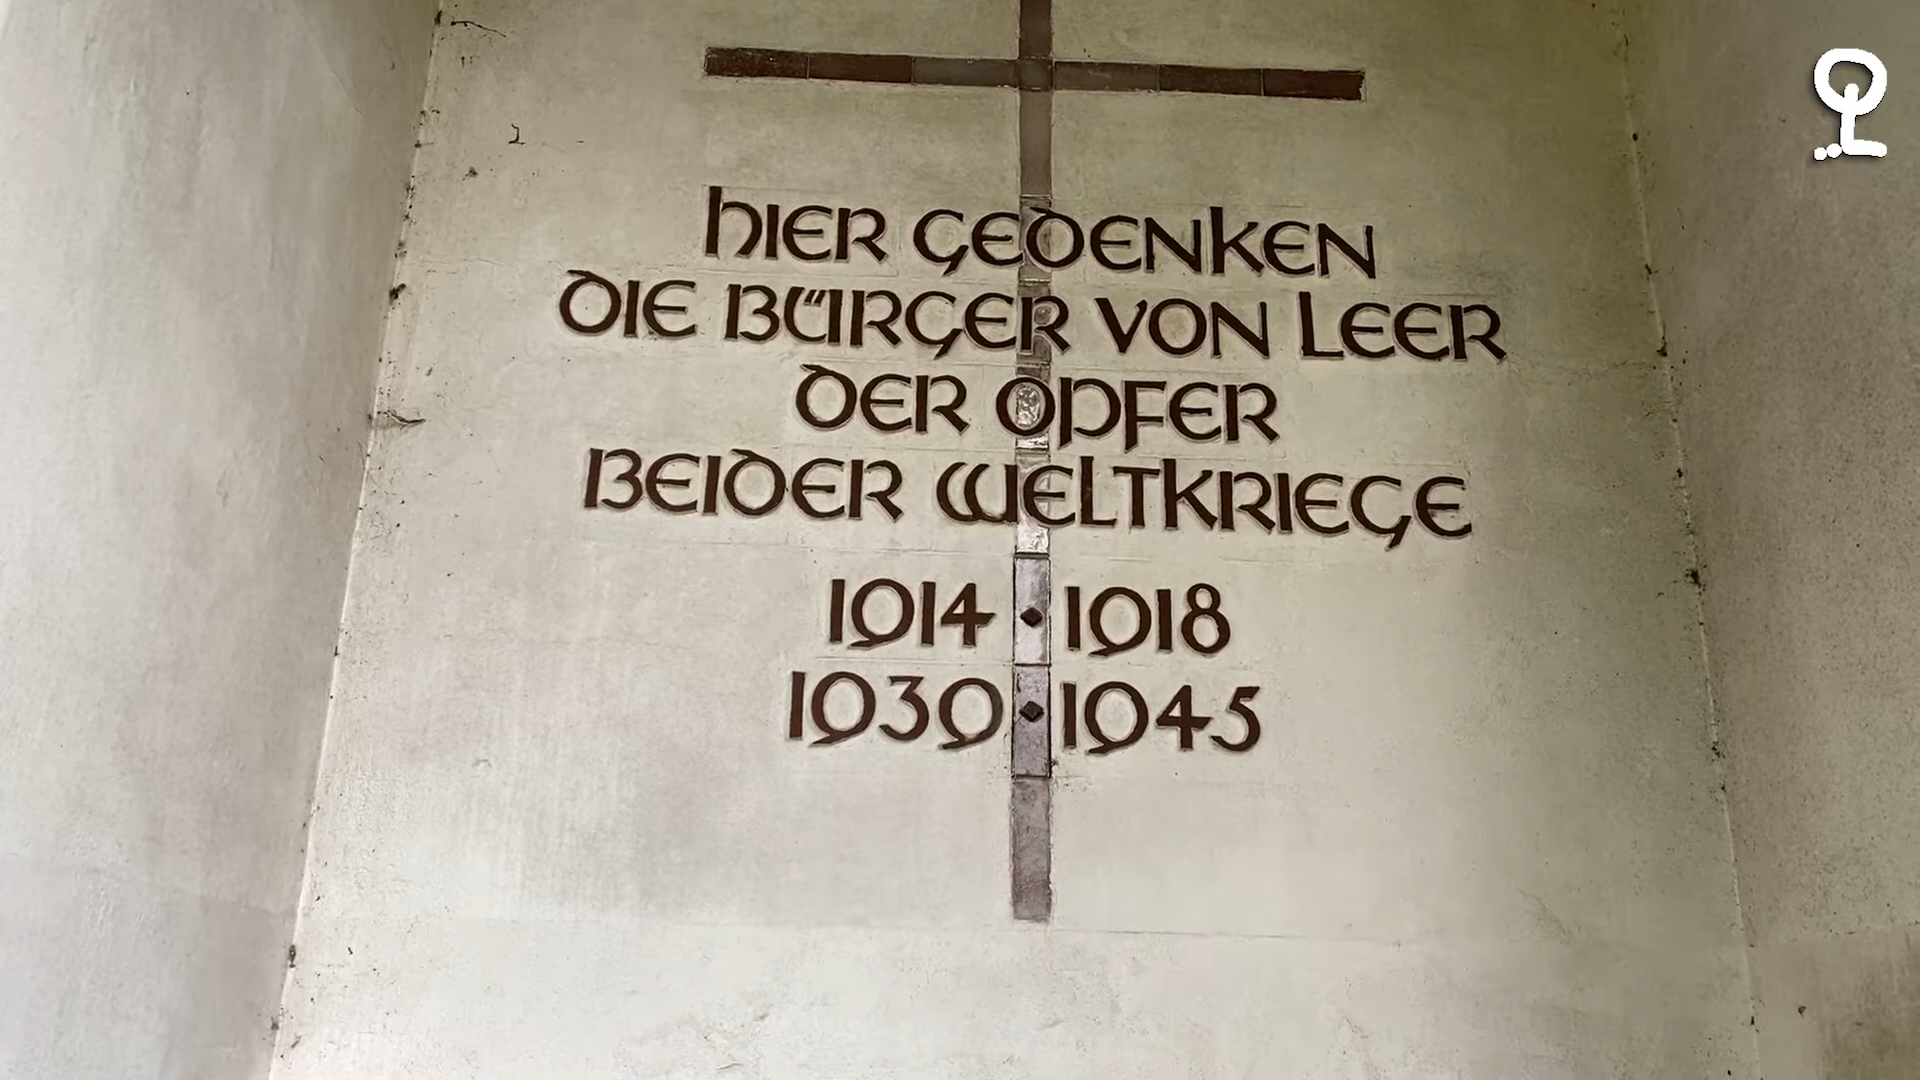 HIER GEDENKEN
DIE BÜRGER VON LEER
DER OPFER
BEIDER WELTKRIEGE
1914 · 1918
1939 · 1945